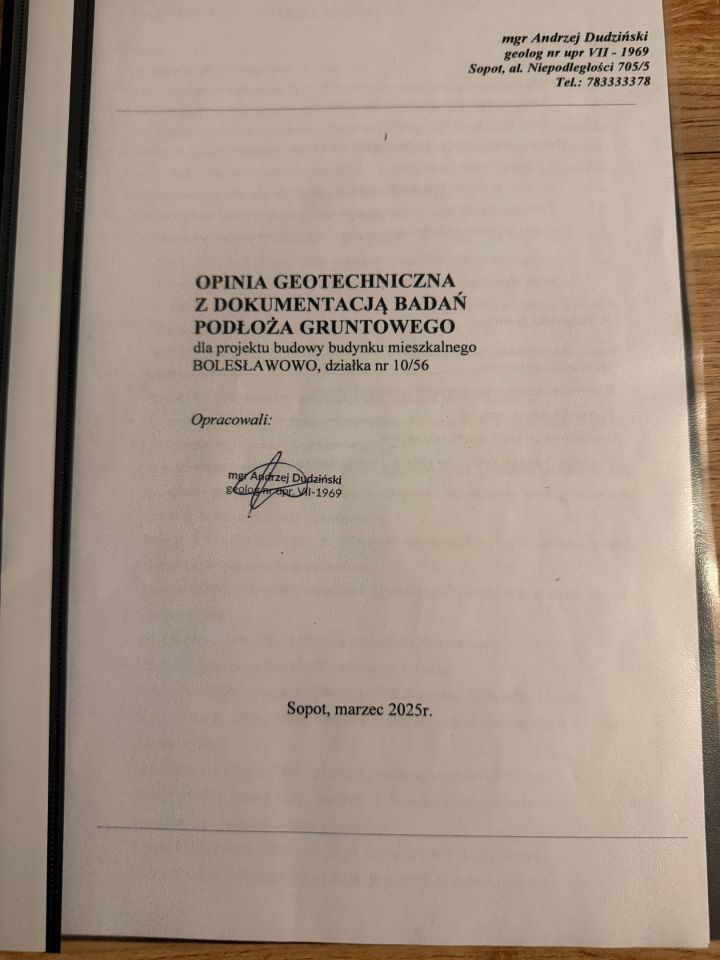 mgr Andrzej Dudziński
geolog nr upr VII - 1969
Sopot, al. Niepodległości 705/5
Tel.: 783333378
OPINIA GEOTECHNICZNA
Z DOKUMENTACJĄ BADAŃ
PODŁOŻA GRUNTOWEGO
dla projektu budowy budynku mieszkalnego
BOLESŁAWOWO, działka nr 10/56
Opracowali:
mgr Andrzej Dudziński
geolog nr upr. VII-1969
Sopot, marzec 2025r.